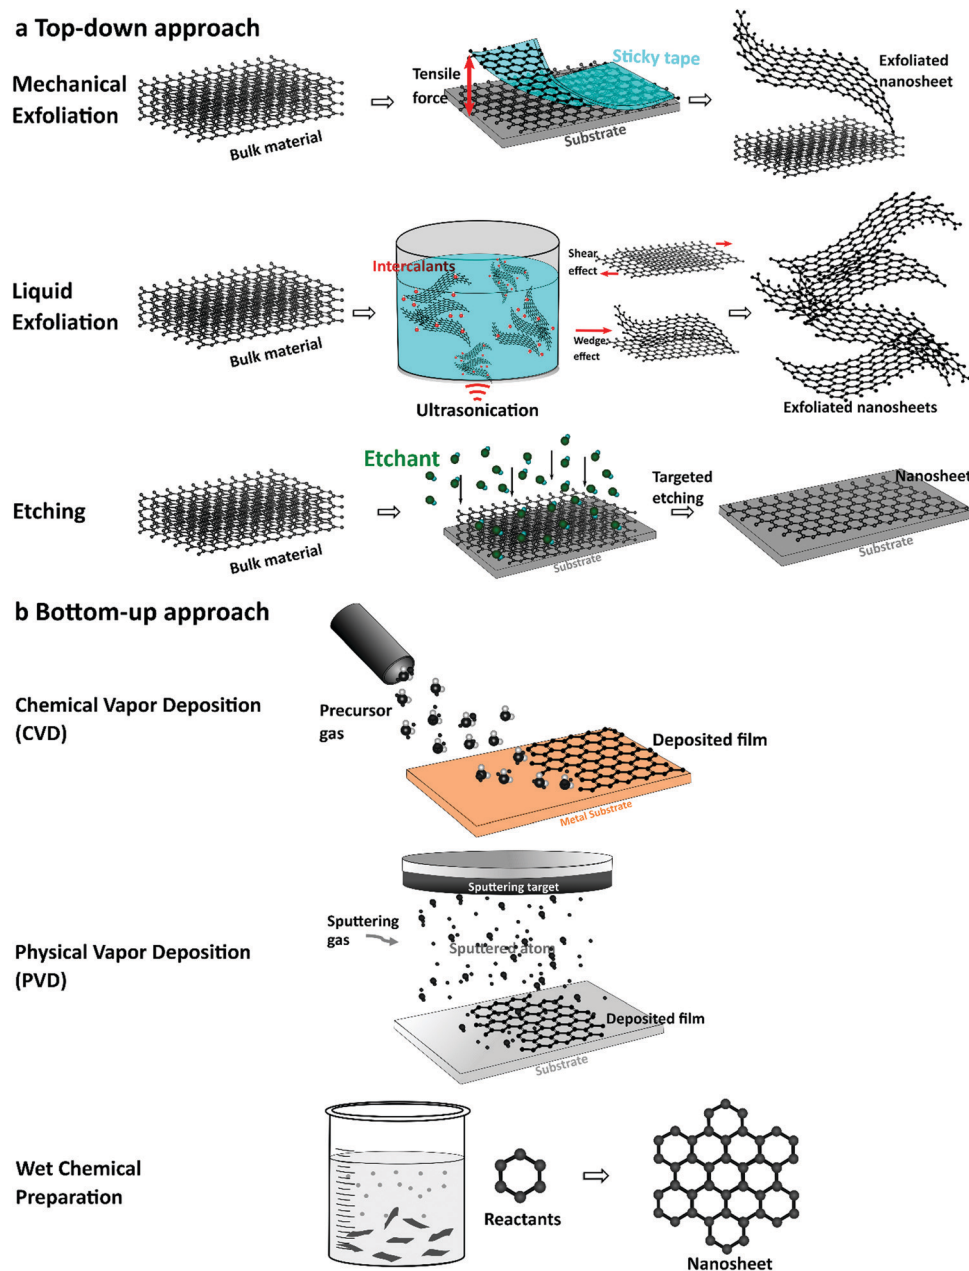 a Top-down approach
Mechanical
Exfoliation
Bulk material
Tensile
force
Sticky tape
Substrate
Exfoliated
nanosheet
Liquid
Exfoliation
Bulk material
Intercalants
Ultrasonication
Shear
effect
Wedge
effect
Exfoliated nanosheets
Etching
Bulk material
Etchant
Substrate
Targeted
etching
Nanosheet
Substrate
b Bottom-up approach
Chemical Vapor Deposition
(CVD)
Precursor
gas
Deposited film
Metal Substrate
Physical Vapor Deposition
(PVD)
Sputtering target
Sputtering
gas
Sputtered atom
Deposited film
Substrate
Wet Chemical
Preparation
Reactants
Nanosheet